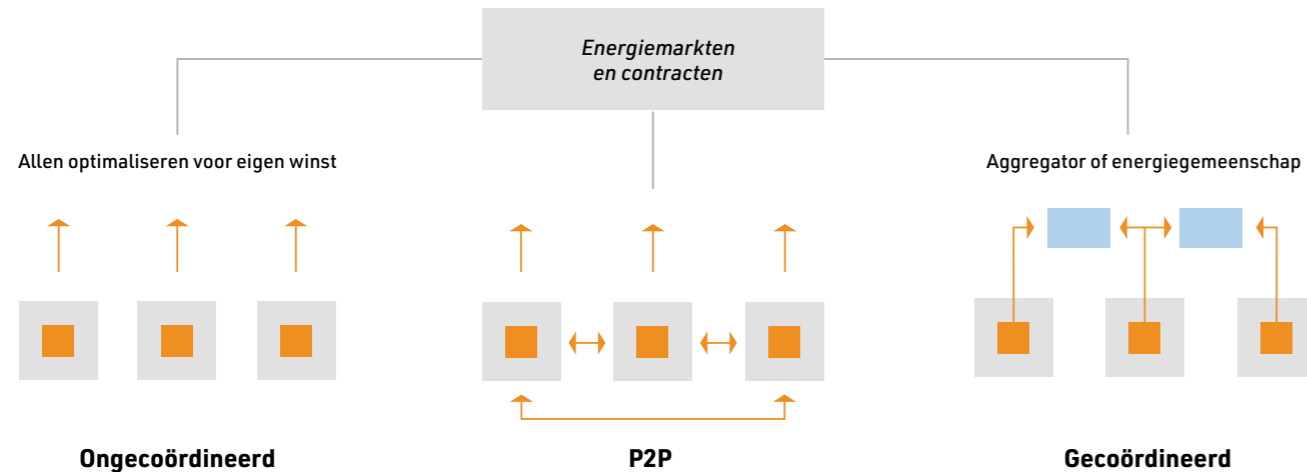 Energiemarkten
en contracten
Allen optimaliseren voor eigen winst
Aggregator of energiegemeenschap
Ongecoördineerd
P2P
Gecoördineerd